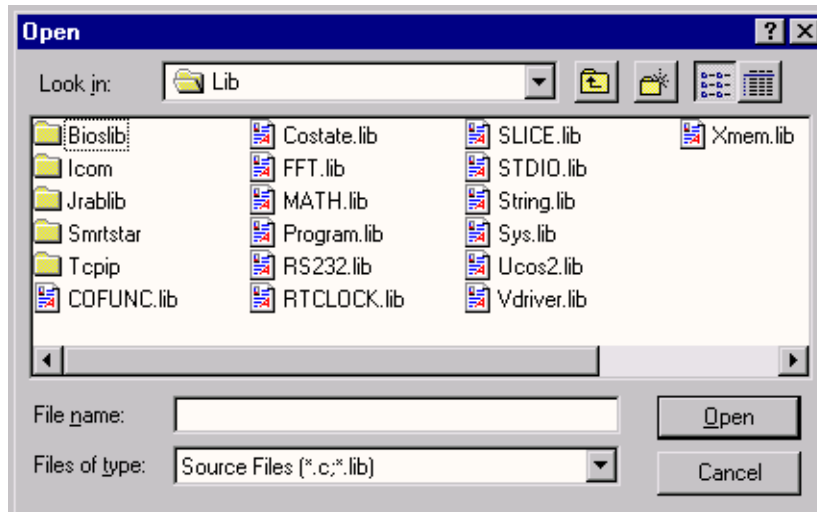 Open
Look in: Lib
Bioslib Costate.lib SLICE.lib Xmem.lib
Icom FFT.lib STDIO.lib
Jrablib MATH.lib String.lib
Smrtstar Program.lib Sys.lib
Tcpip RS232.lib Ucos2.lib
COFUNC.lib RTCLOCK.lib Vdriver.lib
File name: Open
Files of type: Source Files (*.c;*.lib) Cancel